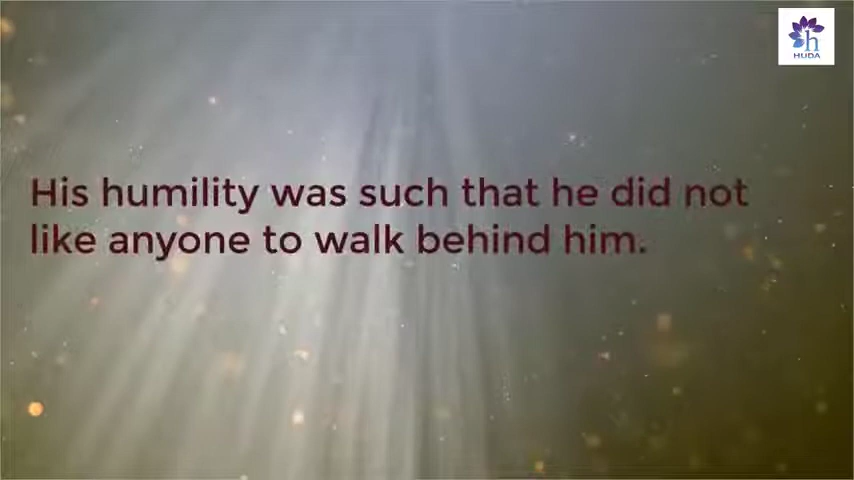 h
HUDA
His humility was such that he did not
like anyone to walk behind him.